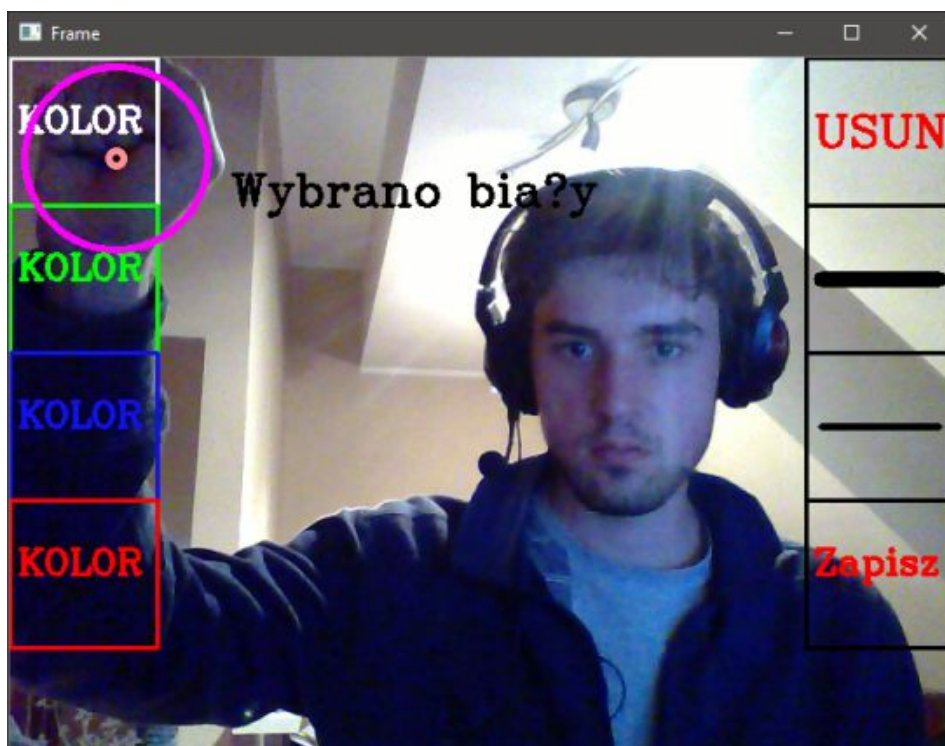 Frame
KOLOR
USUN
Wybrano bia?y
KOLOR
KOLOR
KOLOR
Zapisz